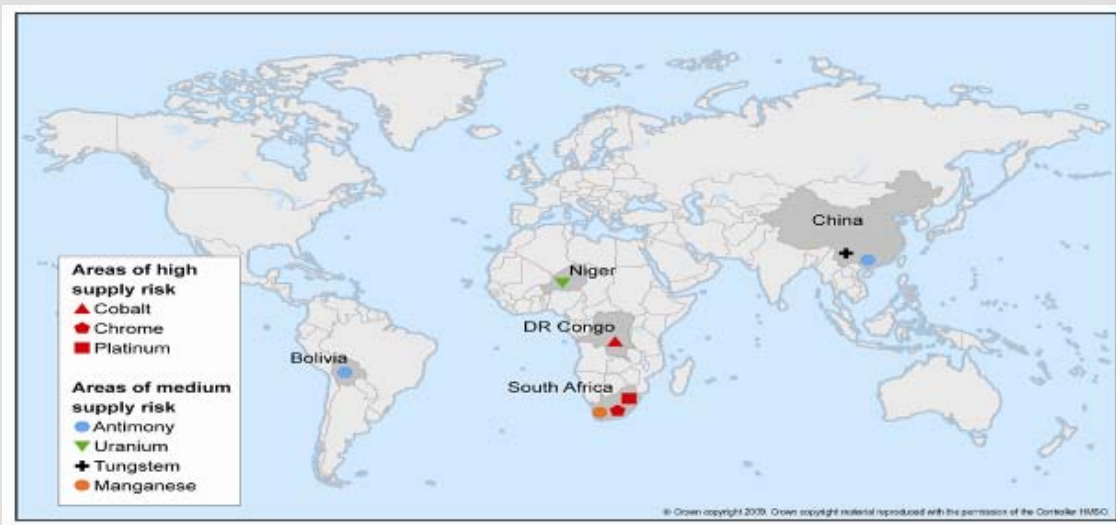 China
Niger
DR Congo
Bolivia
South Africa
Areas of high
supply risk
Cobalt
Chrome
Platinum
Areas of medium
supply risk
Antimony
Uranium
Tungstem
Manganese
© Crown copyright 2009. Crown copyright material reproduced with the permission of the Controller HMSO.